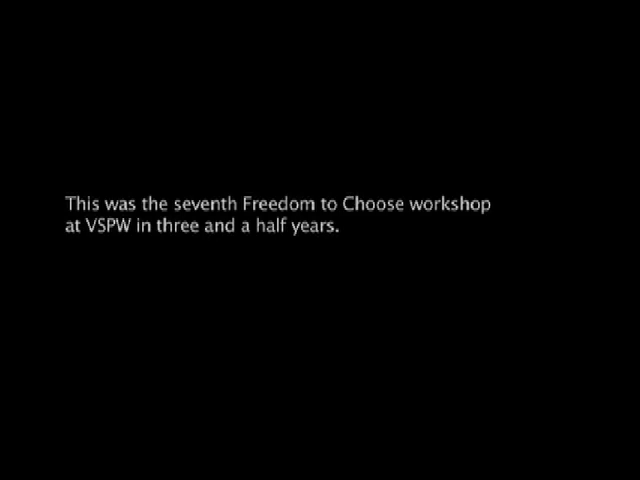 This was the seventh Freedom to Choose workshop
at VSPW in three and a half years.